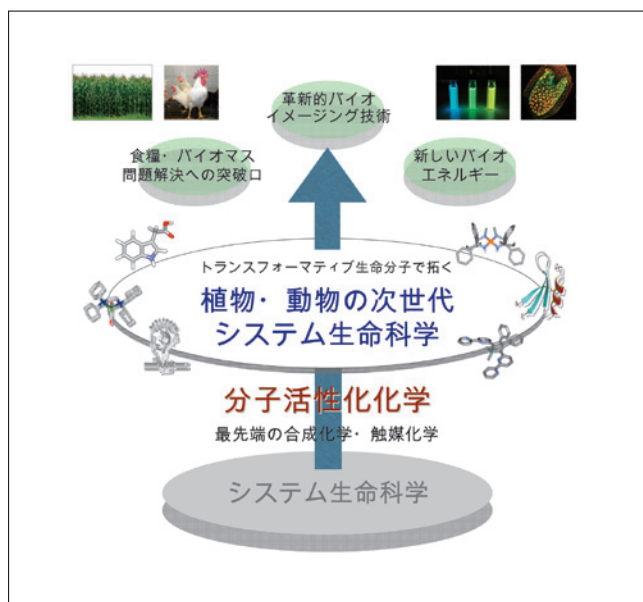 革新的バイオ
イメージング技術
食糧・バイオマス
問題解決への突破口
新しいバイオ
エネルギー
トランスフォーマティブ生命分子で拓く
植物・動物の次世代
システム生命科学
分子活性化化学
最先端の合成化学・触媒化学
システム生命科学